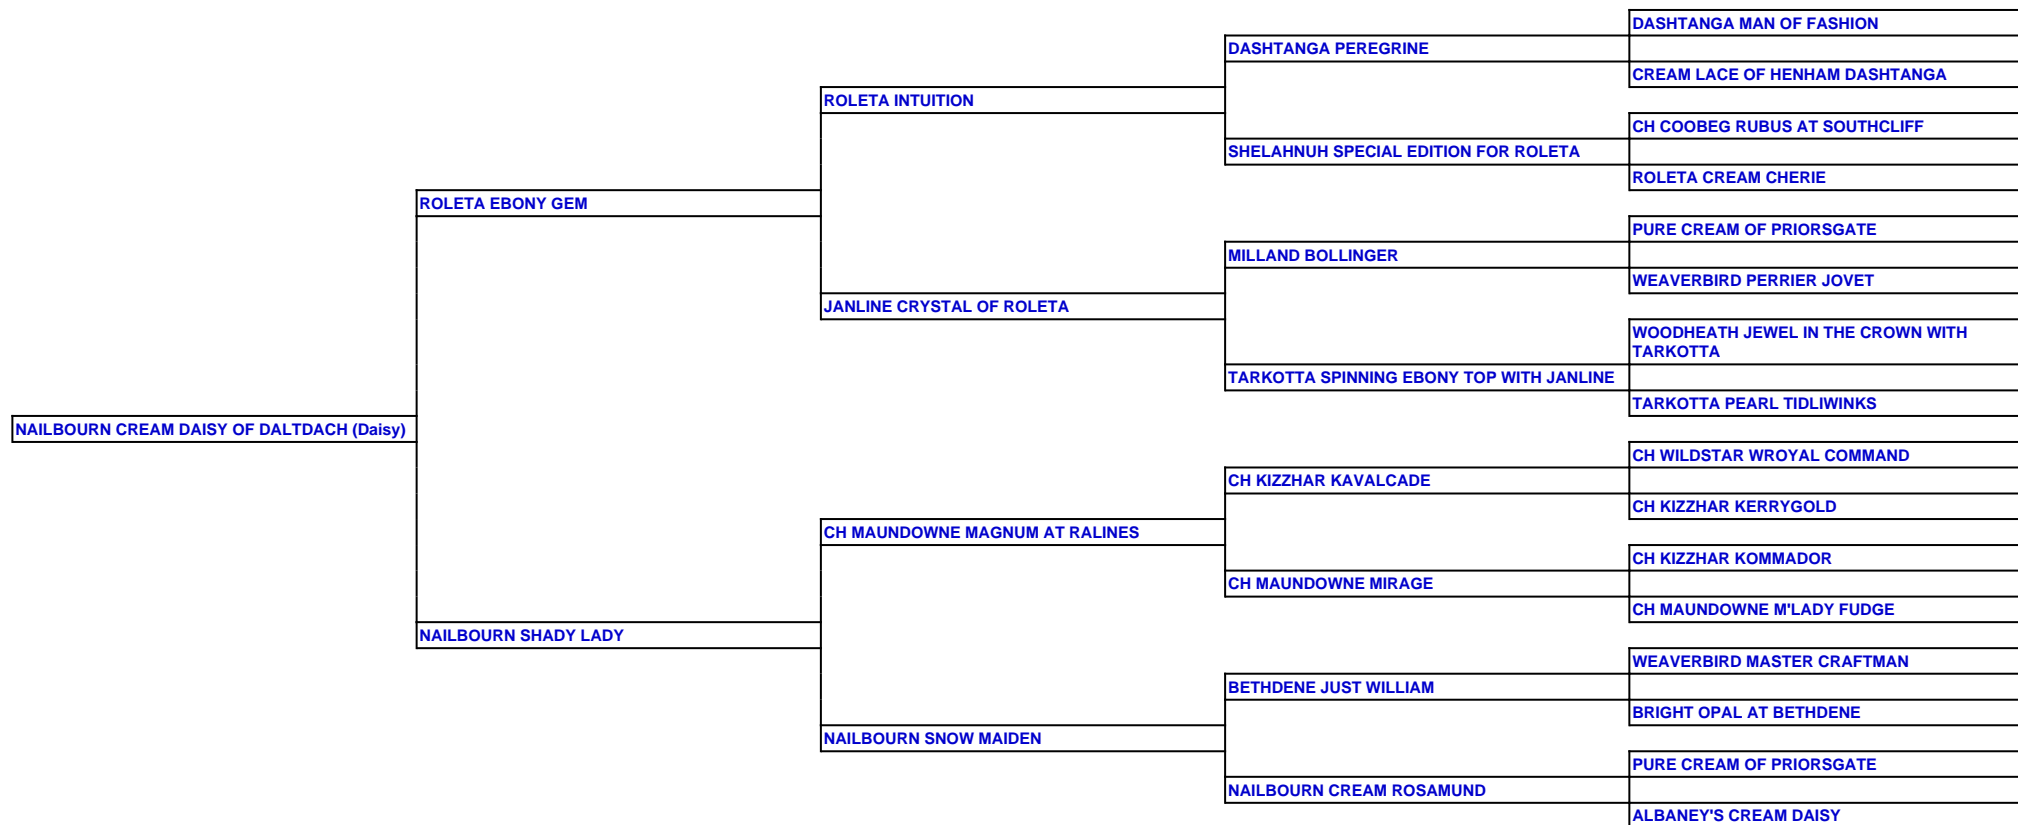 DASHTANGA MAN OF FASHION
DASHTANGA PEREGRINE
CREAM LACE OF HENHAM DASHTANGA
ROLETA INTUITION
CH COOBEG RUBUS AT SOUTHCLIFF
SHELAHNUH SPECIAL EDITION FOR ROLETA
ROLETA CREAM CHERIE
ROLETA EBONY GEM
PURE CREAM OF PRIORSGATE
MILLAND BOLLINGER
WEAVERBIRD PERRIER JOVET
JANLINE CRYSTAL OF ROLETA
WOODHEATH JEWEL IN THE CROWN WITH
TARKOTTA
TARKOTTA SPINNING EBONY TOP WITH JANLINE
TARKOTTA PEARL TIDLIWINKS
NAILBOURN CREAM DAISY OF DALTDACH (Daisy)
CH WILDSTAR WROYAL COMMAND
CH KIZZHAR KAVALCADE
CH KIZZHAR KERRYGOLD
CH MAUNDOWNE MAGNUM AT RALINES
CH KIZZHAR KOMMADOR
CH MAUNDOWNE MIRAGE
CH MAUNDOWNE M'LADY FUDGE
NAILBOURN SHADY LADY
WEAVERBIRD MASTER CRAFTMAN
BETHDENE JUST WILLIAM
BRIGHT OPAL AT BETHDENE
NAILBOURN SNOW MAIDEN
PURE CREAM OF PRIORSGATE
NAILBOURN CREAM ROSAMUND
ALBANEY'S CREAM DAISY